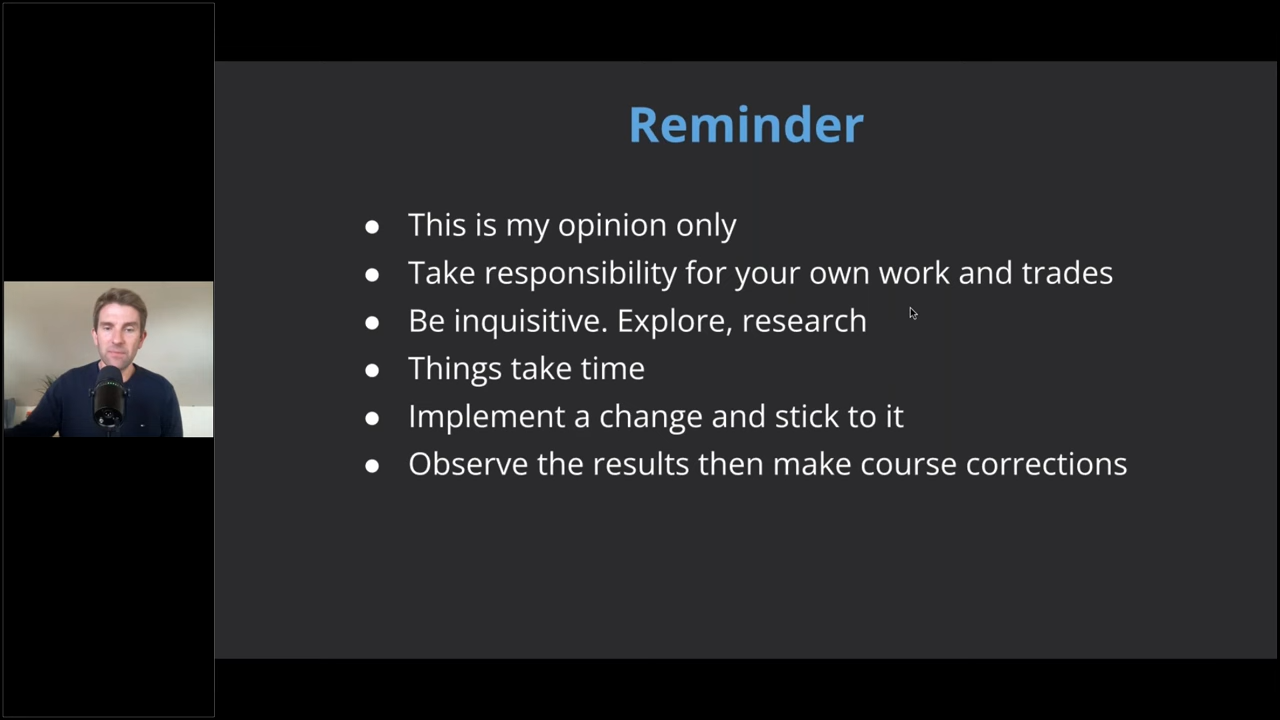 Reminder
This is my opinion only
Take responsibility for your own work and trades
Be inquisitive. Explore, research
Things take time
Implement a change and stick to it
Observe the results then make course corrections